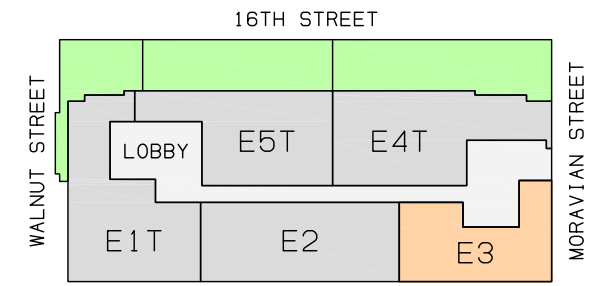 16TH STREET
WALNUT STREET
MORAVIAN STREET
LOBBY
E5T
E4T
E1T
E2
E3